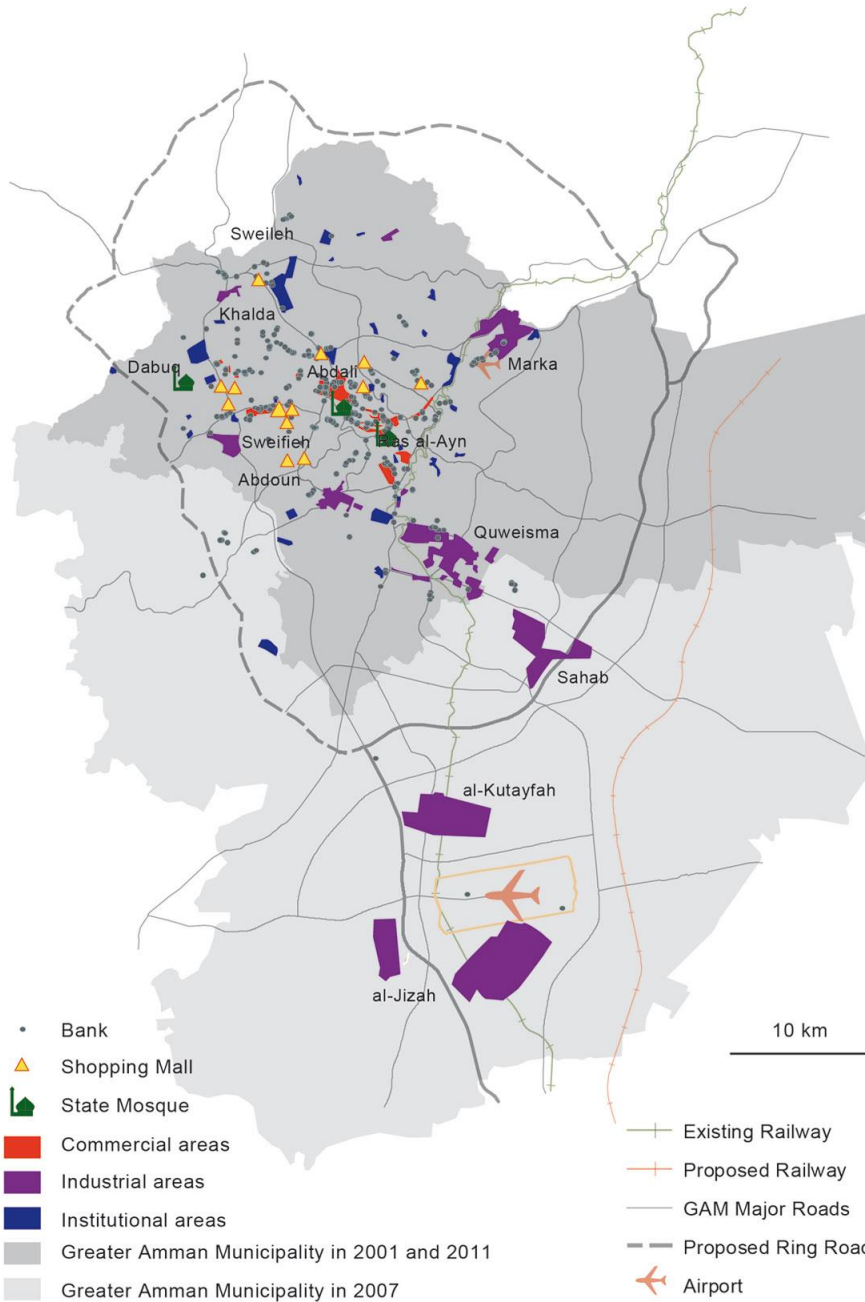 Sweileh
Khalda
Dabuq
Abdali
Marka
Ras al-Ayn
Sweifieh
Abdoun
Quweisma
Sahab
al-Kutayfah
al-Jizah
10 km
Bank
Shopping Mall
State Mosque
Commercial areas
Industrial areas
Institutional areas
Greater Amman Municipality in 2001 and 2011
Greater Amman Municipality in 2007
Existing Railway
Proposed Railway
GAM Major Roads
Proposed Ring Road
Airport